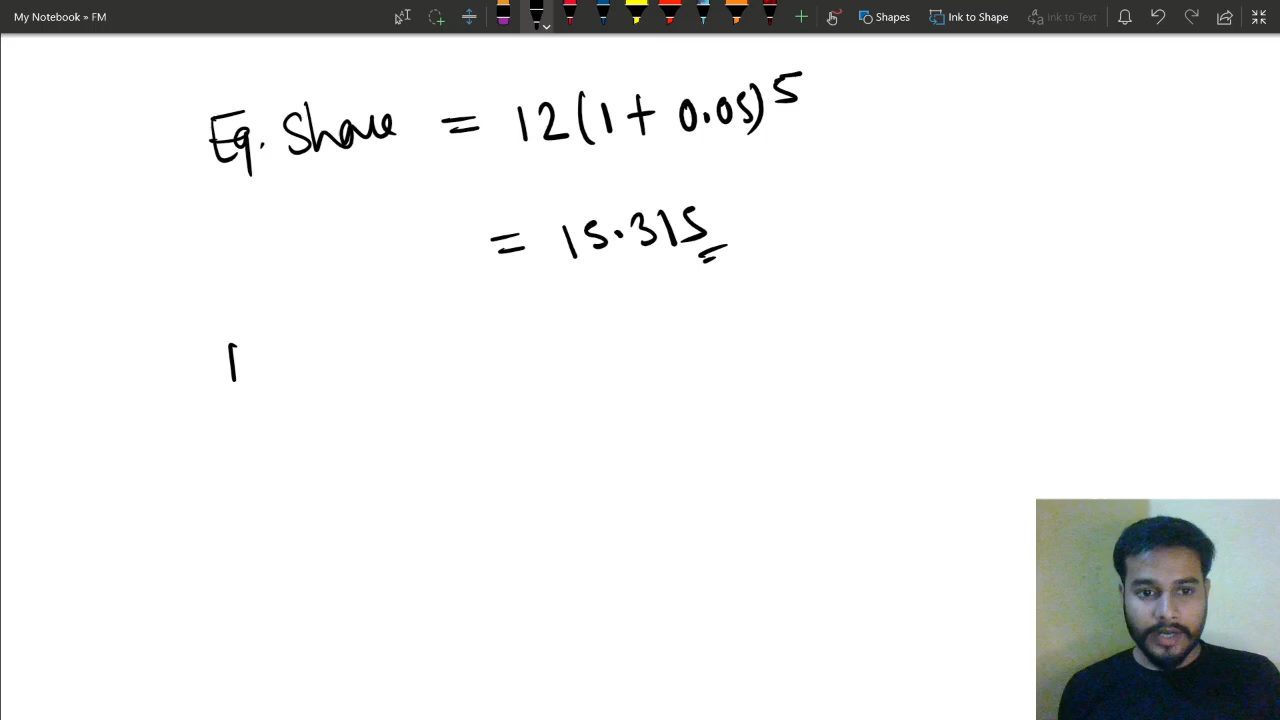 My Notebook » FM
Shapes
Ink to Shape
Ink to Text
Eq. Share = 12(1+ 0.05)^5
= 15.315